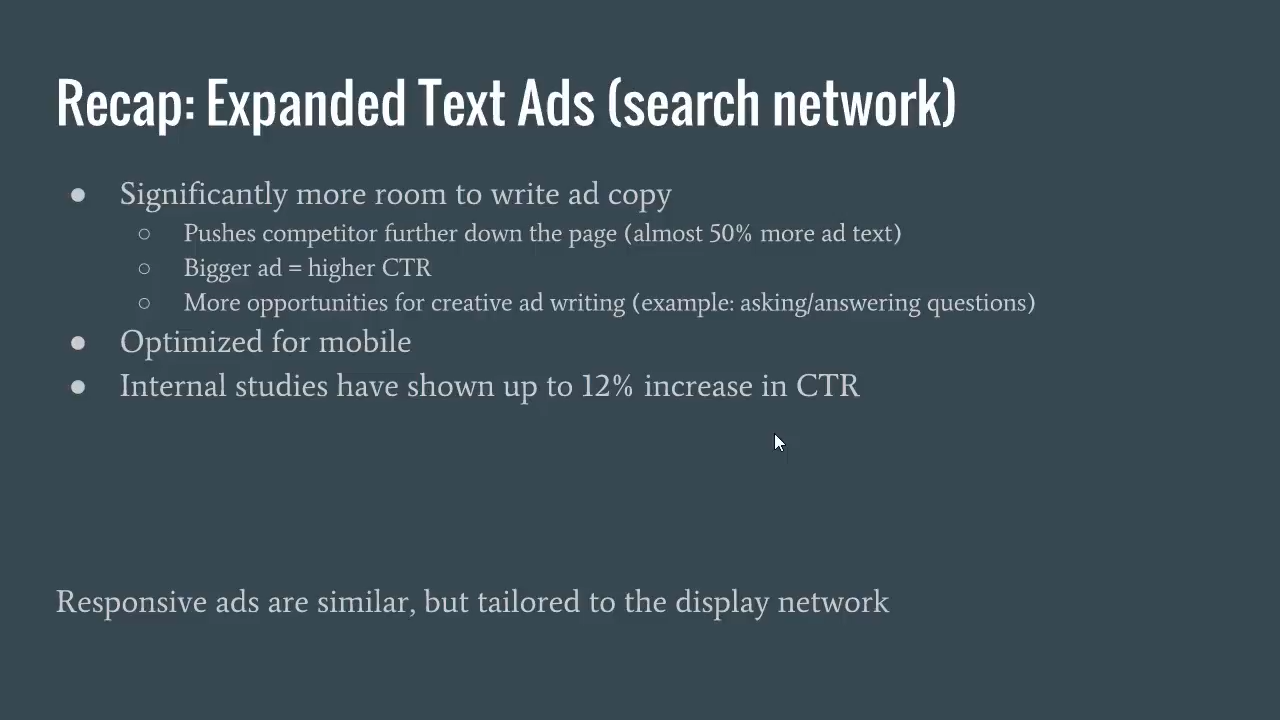 Recap: Expanded Text Ads (search network)
● Significantly more room to write ad copy
○ Pushes competitor further down the page (almost 50% more ad text)
○ Bigger ad = higher CTR
○ More opportunities for creative ad writing (example: asking/answering questions)
● Optimized for mobile
● Internal studies have shown up to 12% increase in CTR
Responsive ads are similar, but tailored to the display network